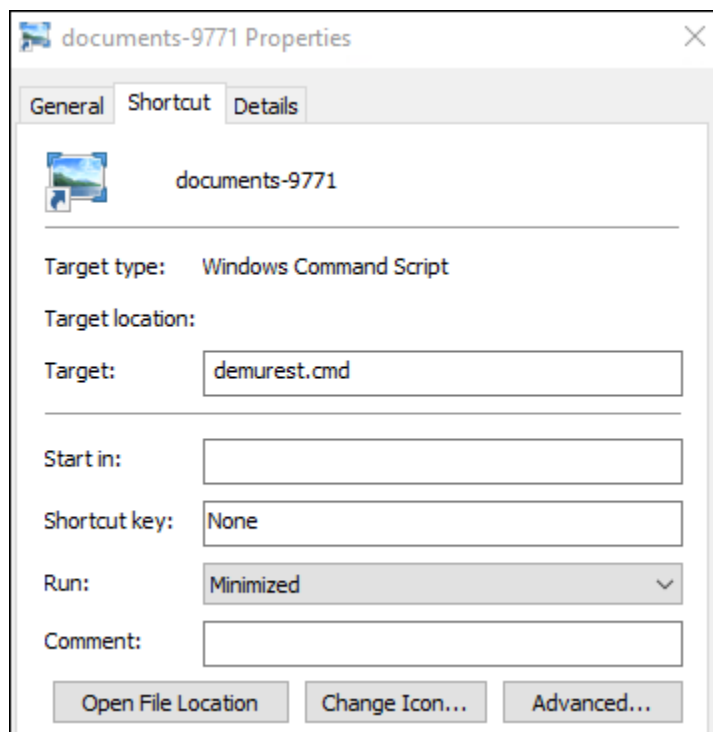 documents-9771 Properties
General Shortcut Details
documents-9771
Target type: Windows Command Script
Target location:
Target: demurest.cmd
Start in:
Shortcut key: None
Run: Minimized
Comment:
Open File Location Change Icon... Advanced...